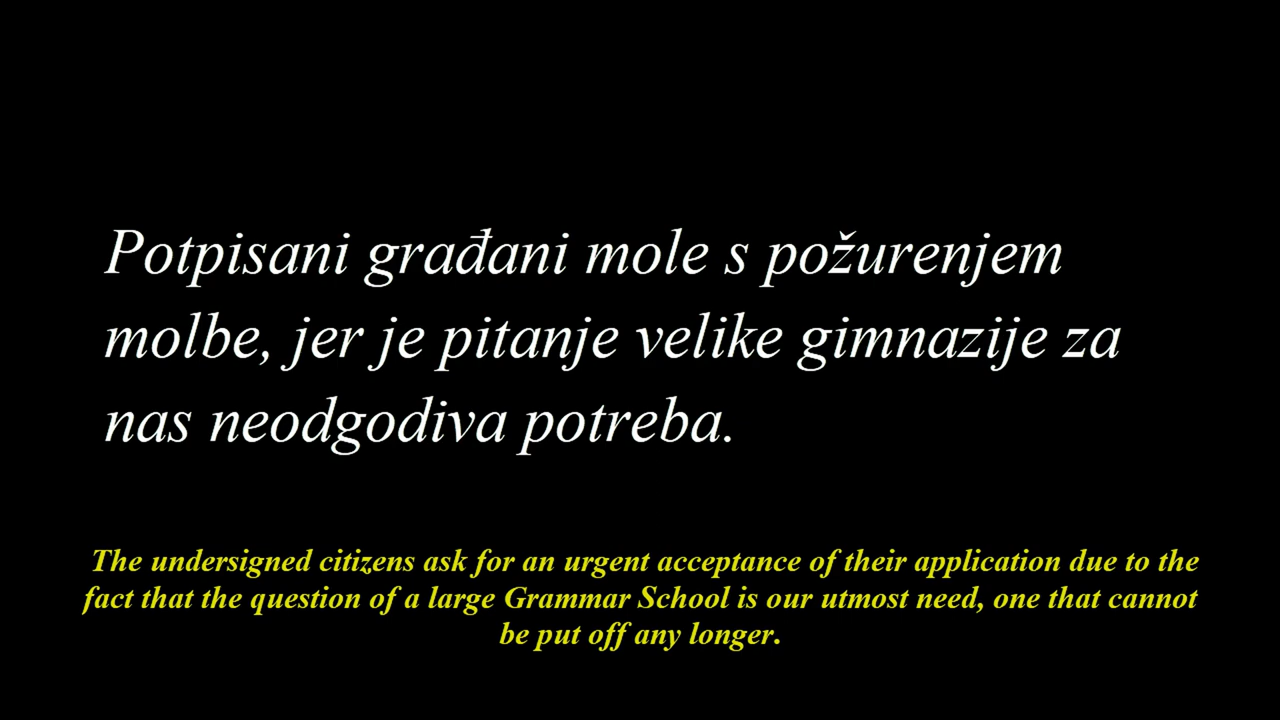 Potpisani građani mole s požurenjem
molbe, jer je pitanje velike gimnazije za
nas neodgodiva potreba.
The undersigned citizens ask for an urgent acceptance of their application due to the
fact that the question of a large Grammar School is our utmost need, one that cannot
be put off any longer.